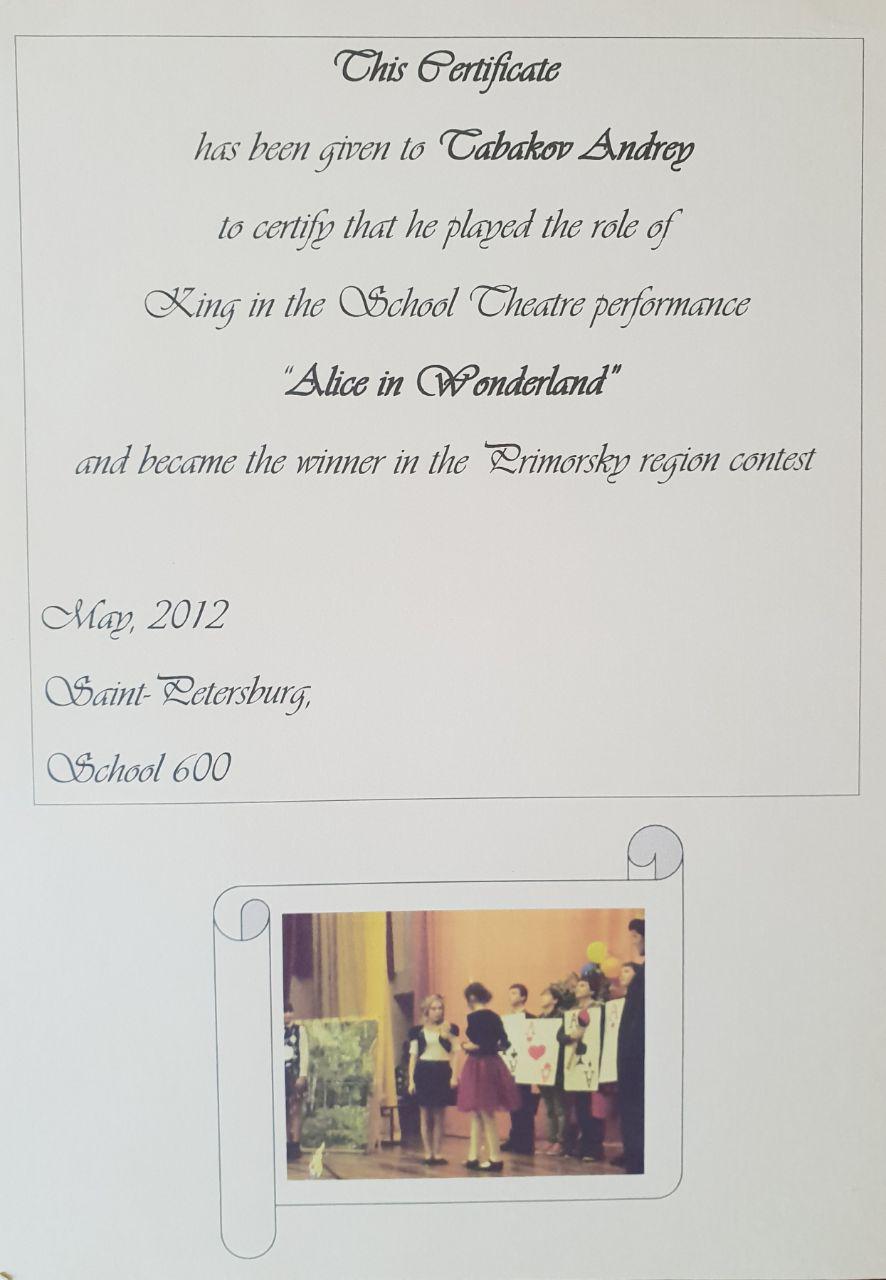 This Certificate
has been given to Tabakov Andrey
to certify that he played the role of
King in the School Theatre performance
“Alice in Wonderland”
and became the winner in the Primorsky region contest
May, 2012
Saint-Petersburg,
School 600
A
A
A
A